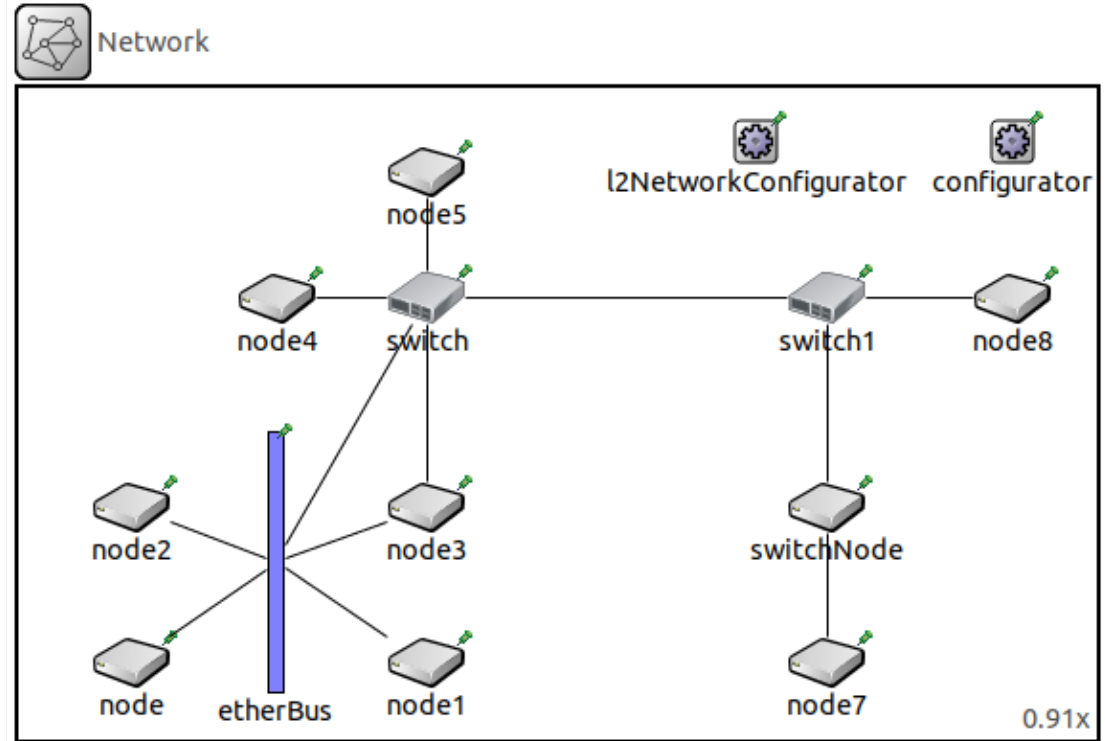 Network
l2NetworkConfigurator
configurator
node5
node4
switch
switch1
node8
node2
node3
switchNode
node
etherBus
node1
node7
0.91x